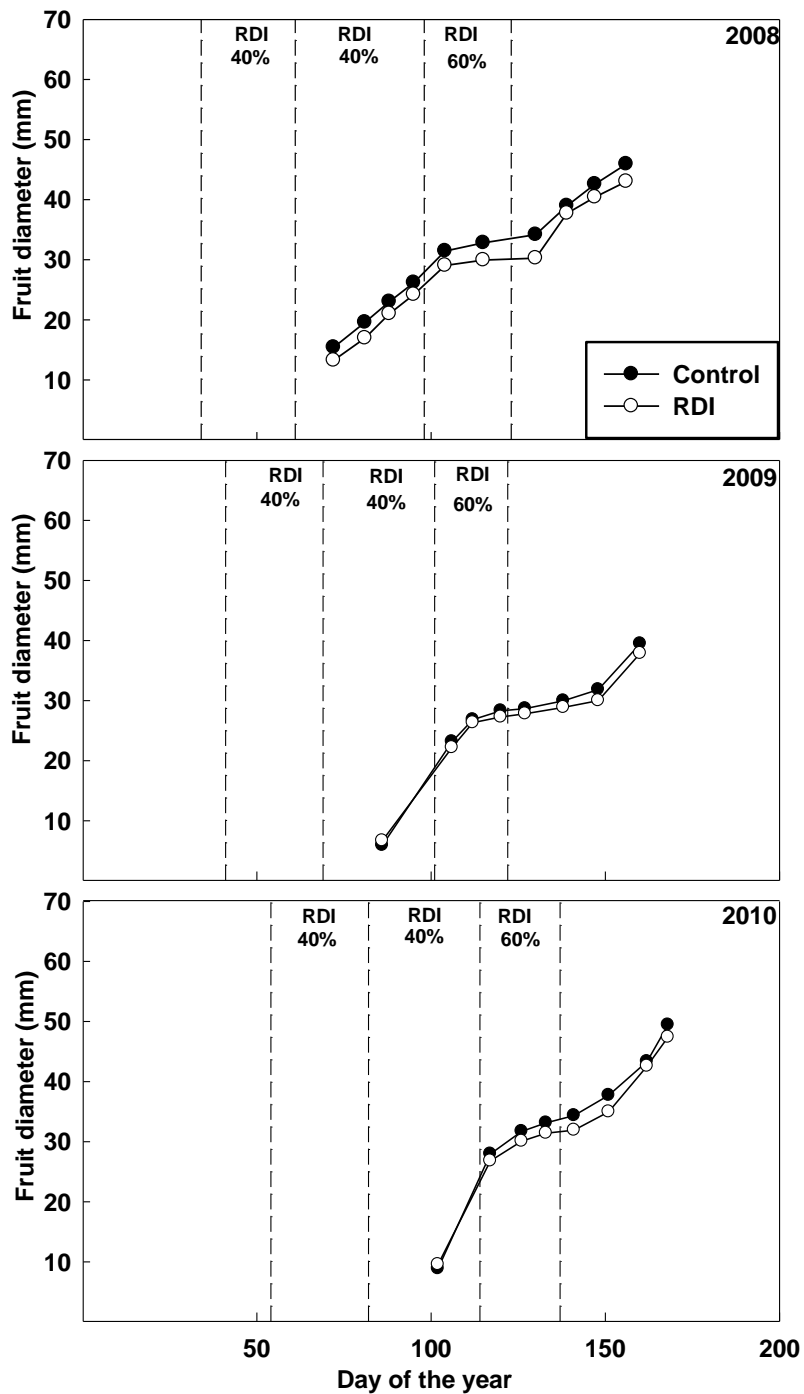 70
RDI RDI RDI 2008
40% 40% 60%
60
50
40
30
20
10
Fruit diameter (mm)
Control
RDI
70
RDI RDI RDI 2009
40% 40% 60%
60
50
40
30
20
10
Fruit diameter (mm)
70
RDI RDI RDI 2010
40% 40% 60%
60
50
40
30
20
10
Fruit diameter (mm)
50 100 150 200
Day of the year